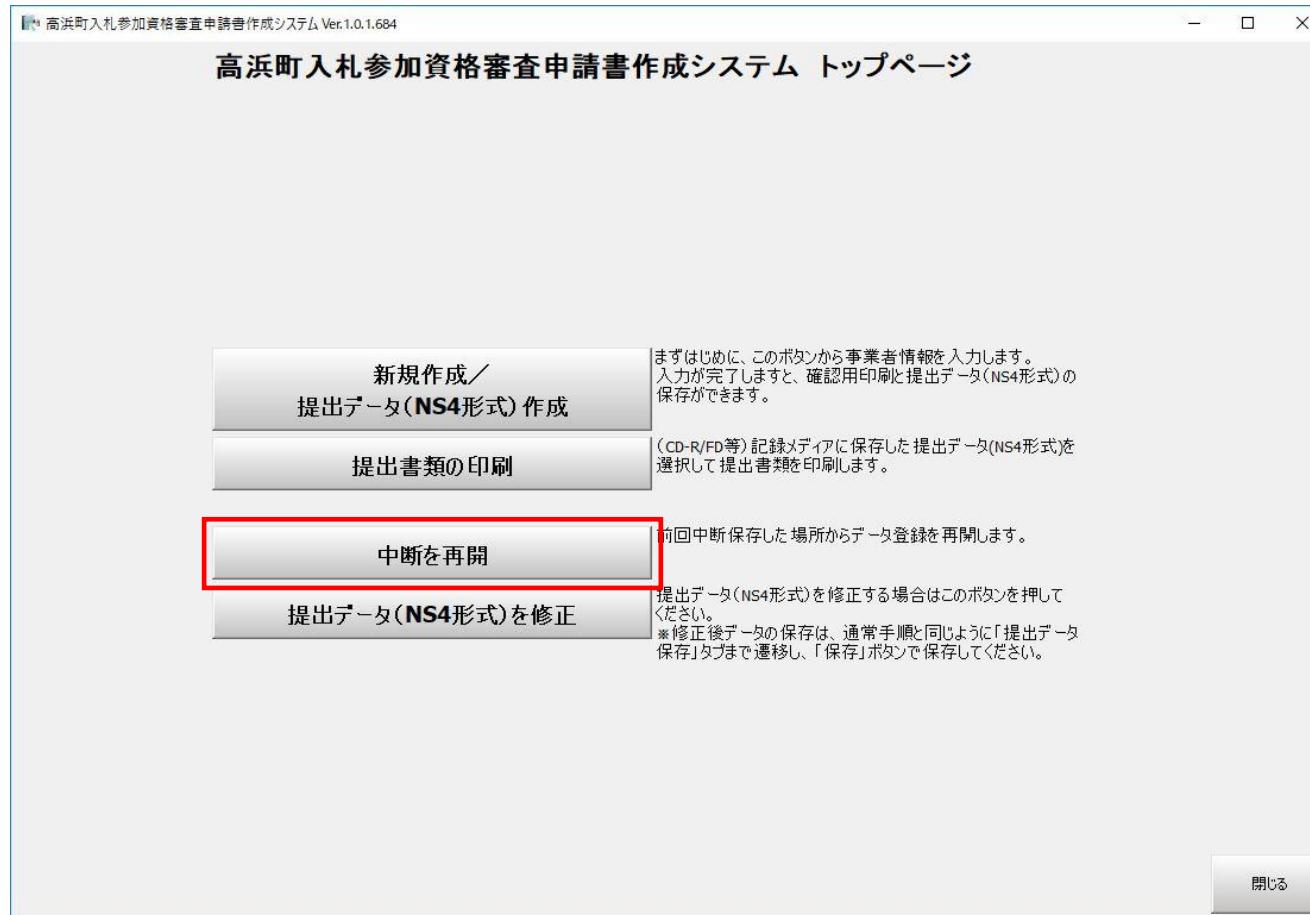 高浜町入札参加資格審査申請書作成システム Ver.1.0.1.684
高浜町入札参加資格審査申請書作成システム トップページ
新規作成／
提出データ(NS4形式)作成
まずはじめに、このボタンから事業者情報を入力します。
入力が完了しますと、確認用印刷と提出データ(NS4形式)の
保存ができます。
提出書類の印刷
(CD-R/FD等)記録メディアに保存した提出データ(NS4形式)を
選択して提出書類を印刷します。
中断を再開
前回中断保存した場所からデータ登録を再開します。
提出データ(NS4形式)を修正
提出データ(NS4形式)を修正する場合はこのボタンを押して
ください。
※修正後データの保存は、通常手順と同じように「提出データ
保存」タブまで遷移し、「保存」ボタンで保存してください。
閉じる